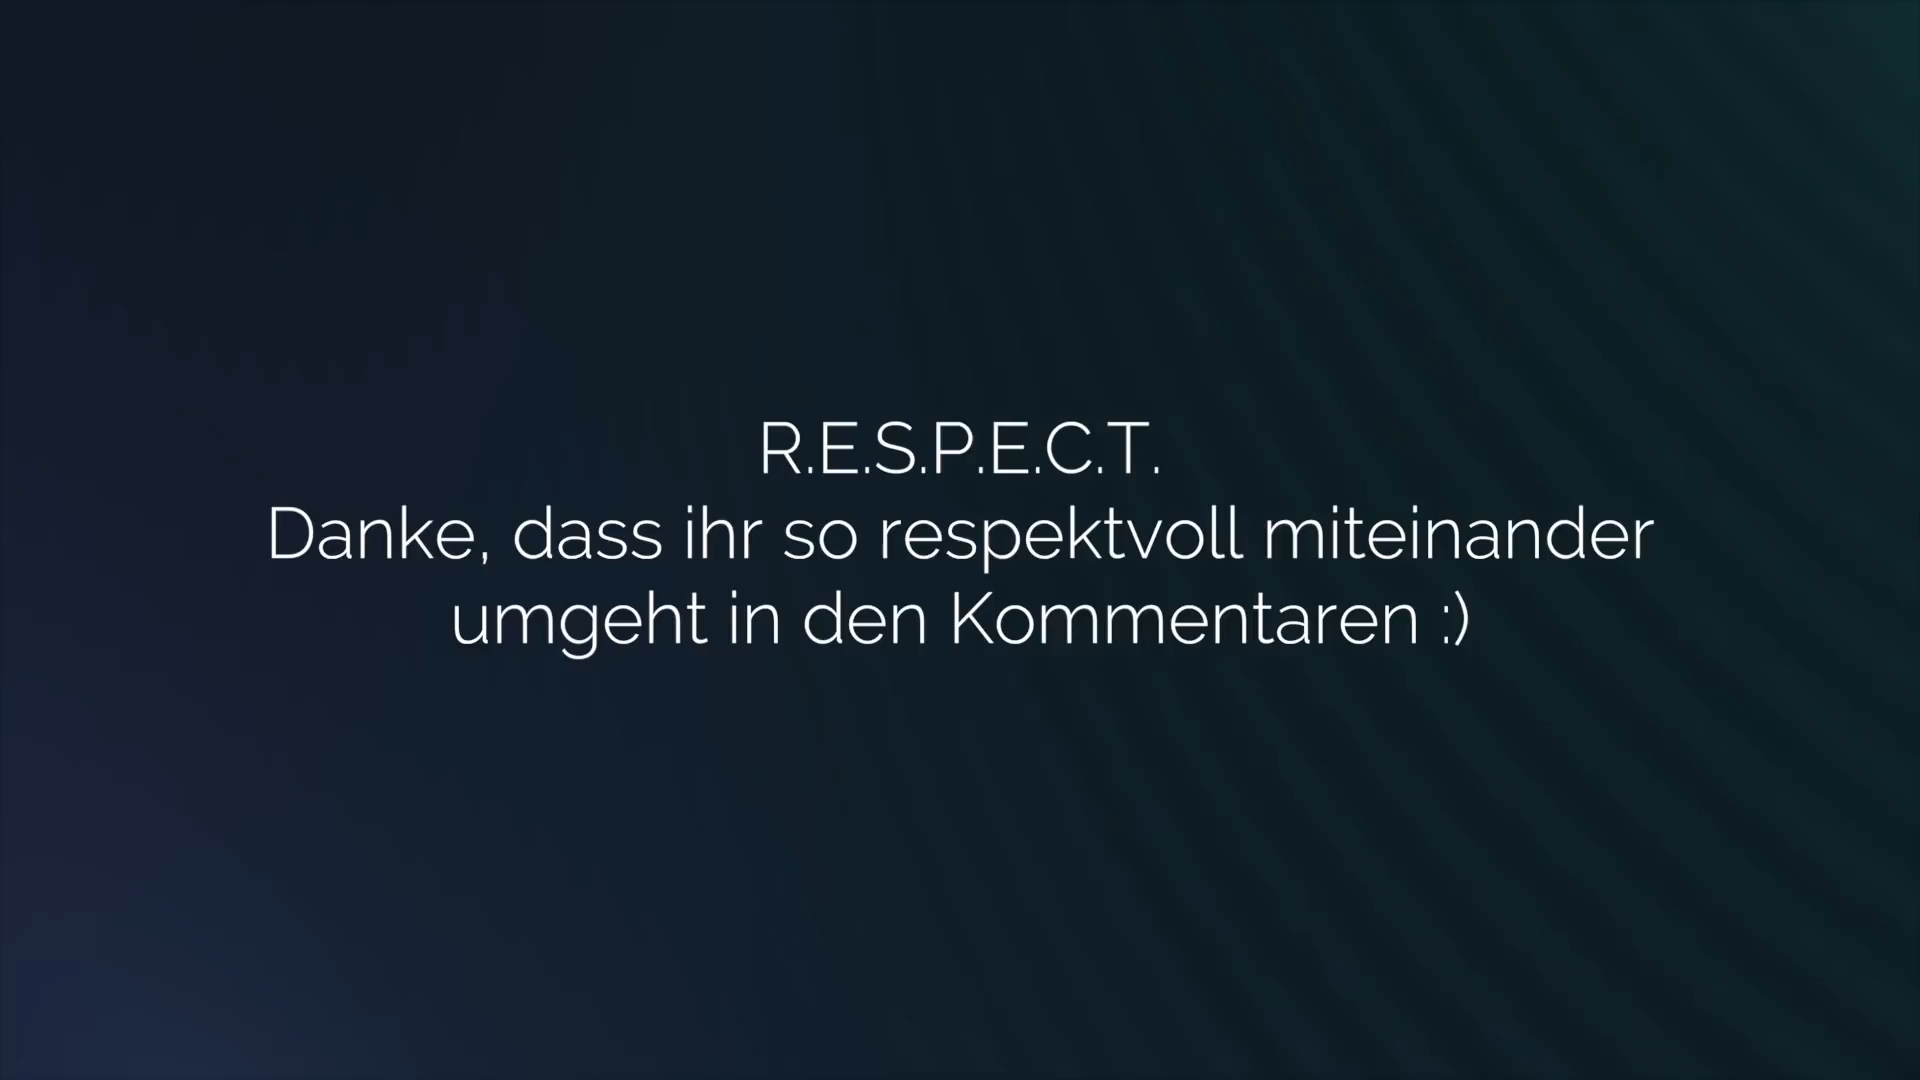 R.E.S.P.E.C.T.
Danke, dass ihr so respektvoll miteinander
umgeht in den Kommentaren :)